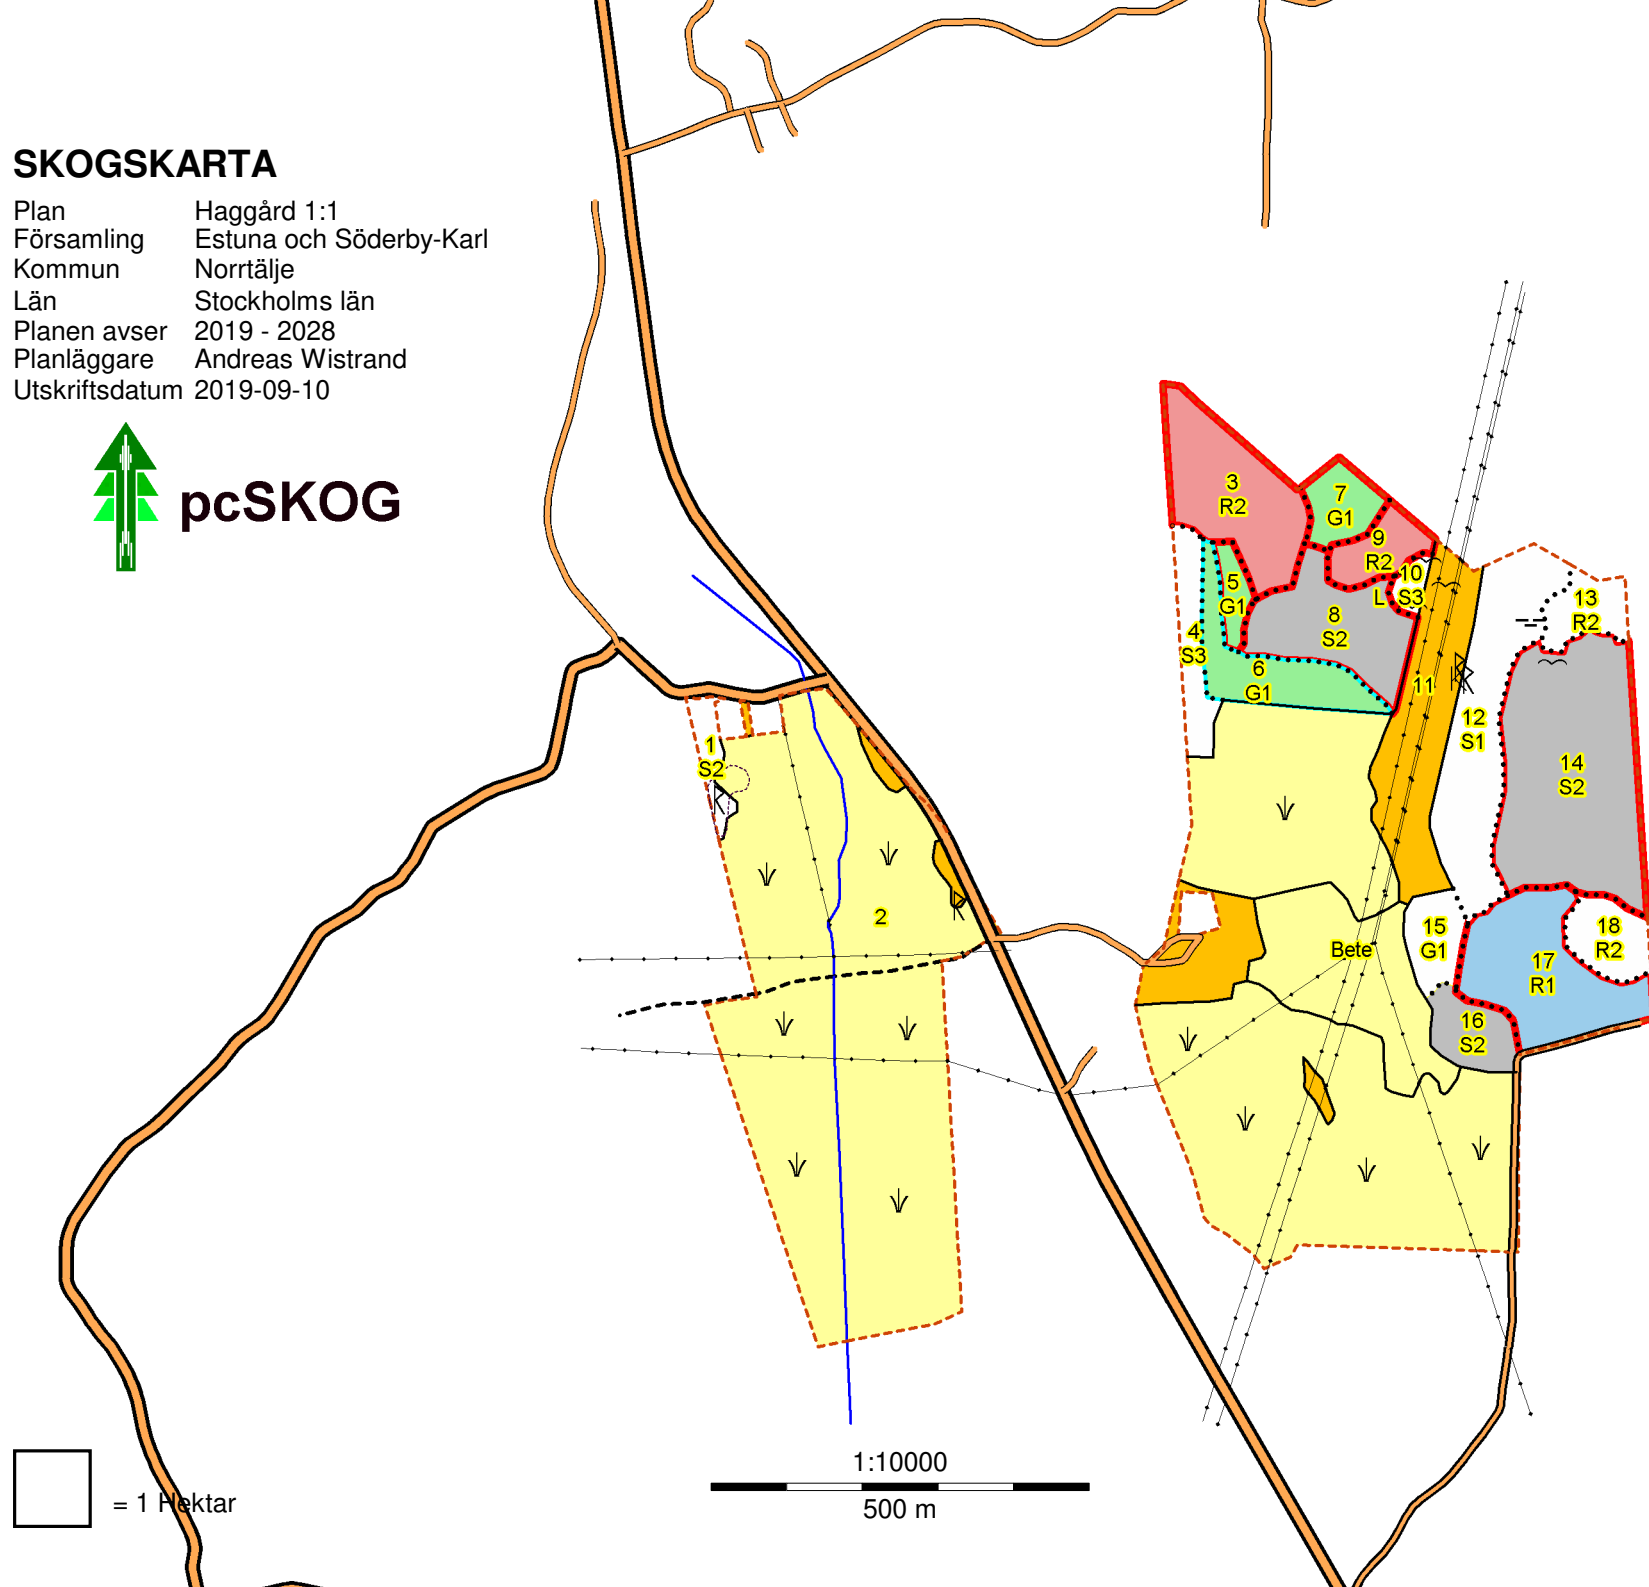 SKOGSKARTA
Plan Haggård 1:1
Församling Estuna och Söderby-Karl
Kommun Norrtälje
Län Stockholms län
Planen avser 2019 - 2028
Planläggare Andreas Wistrand
Utskriftsdatum 2019-09-10
pcSKOG
3
R2
7
G1
9
R2
10
S3
L
5
G1
8
S2
4
S3
6
G1
11
13
R2
12
S1
14
S2
1
S2
2
Bete
15
G1
18
R2
17
R1
16
S2
1:10000
500 m
= 1 Hektar